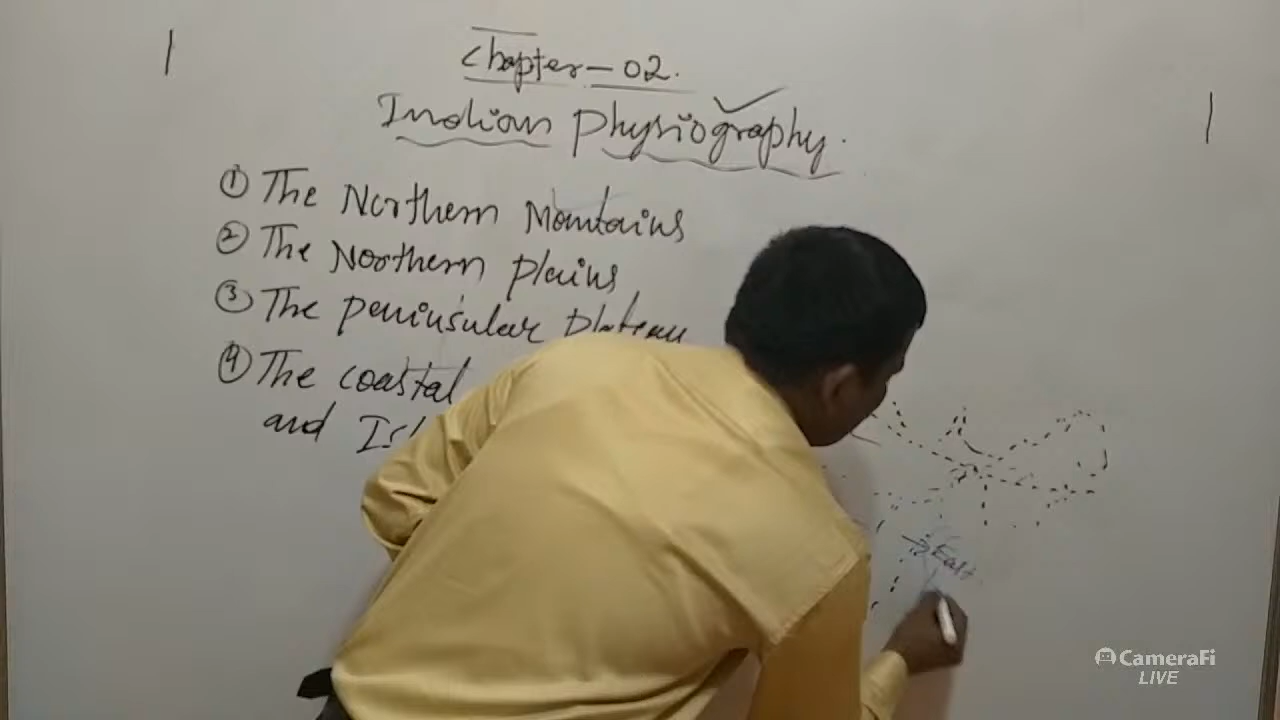 Chapter - 02.
Indian Physiography.
① The Northern Mountains
② The Northern Plains
③ The Peninsular Plateau
④ The coastal
and
East
CameraFi
LIVE